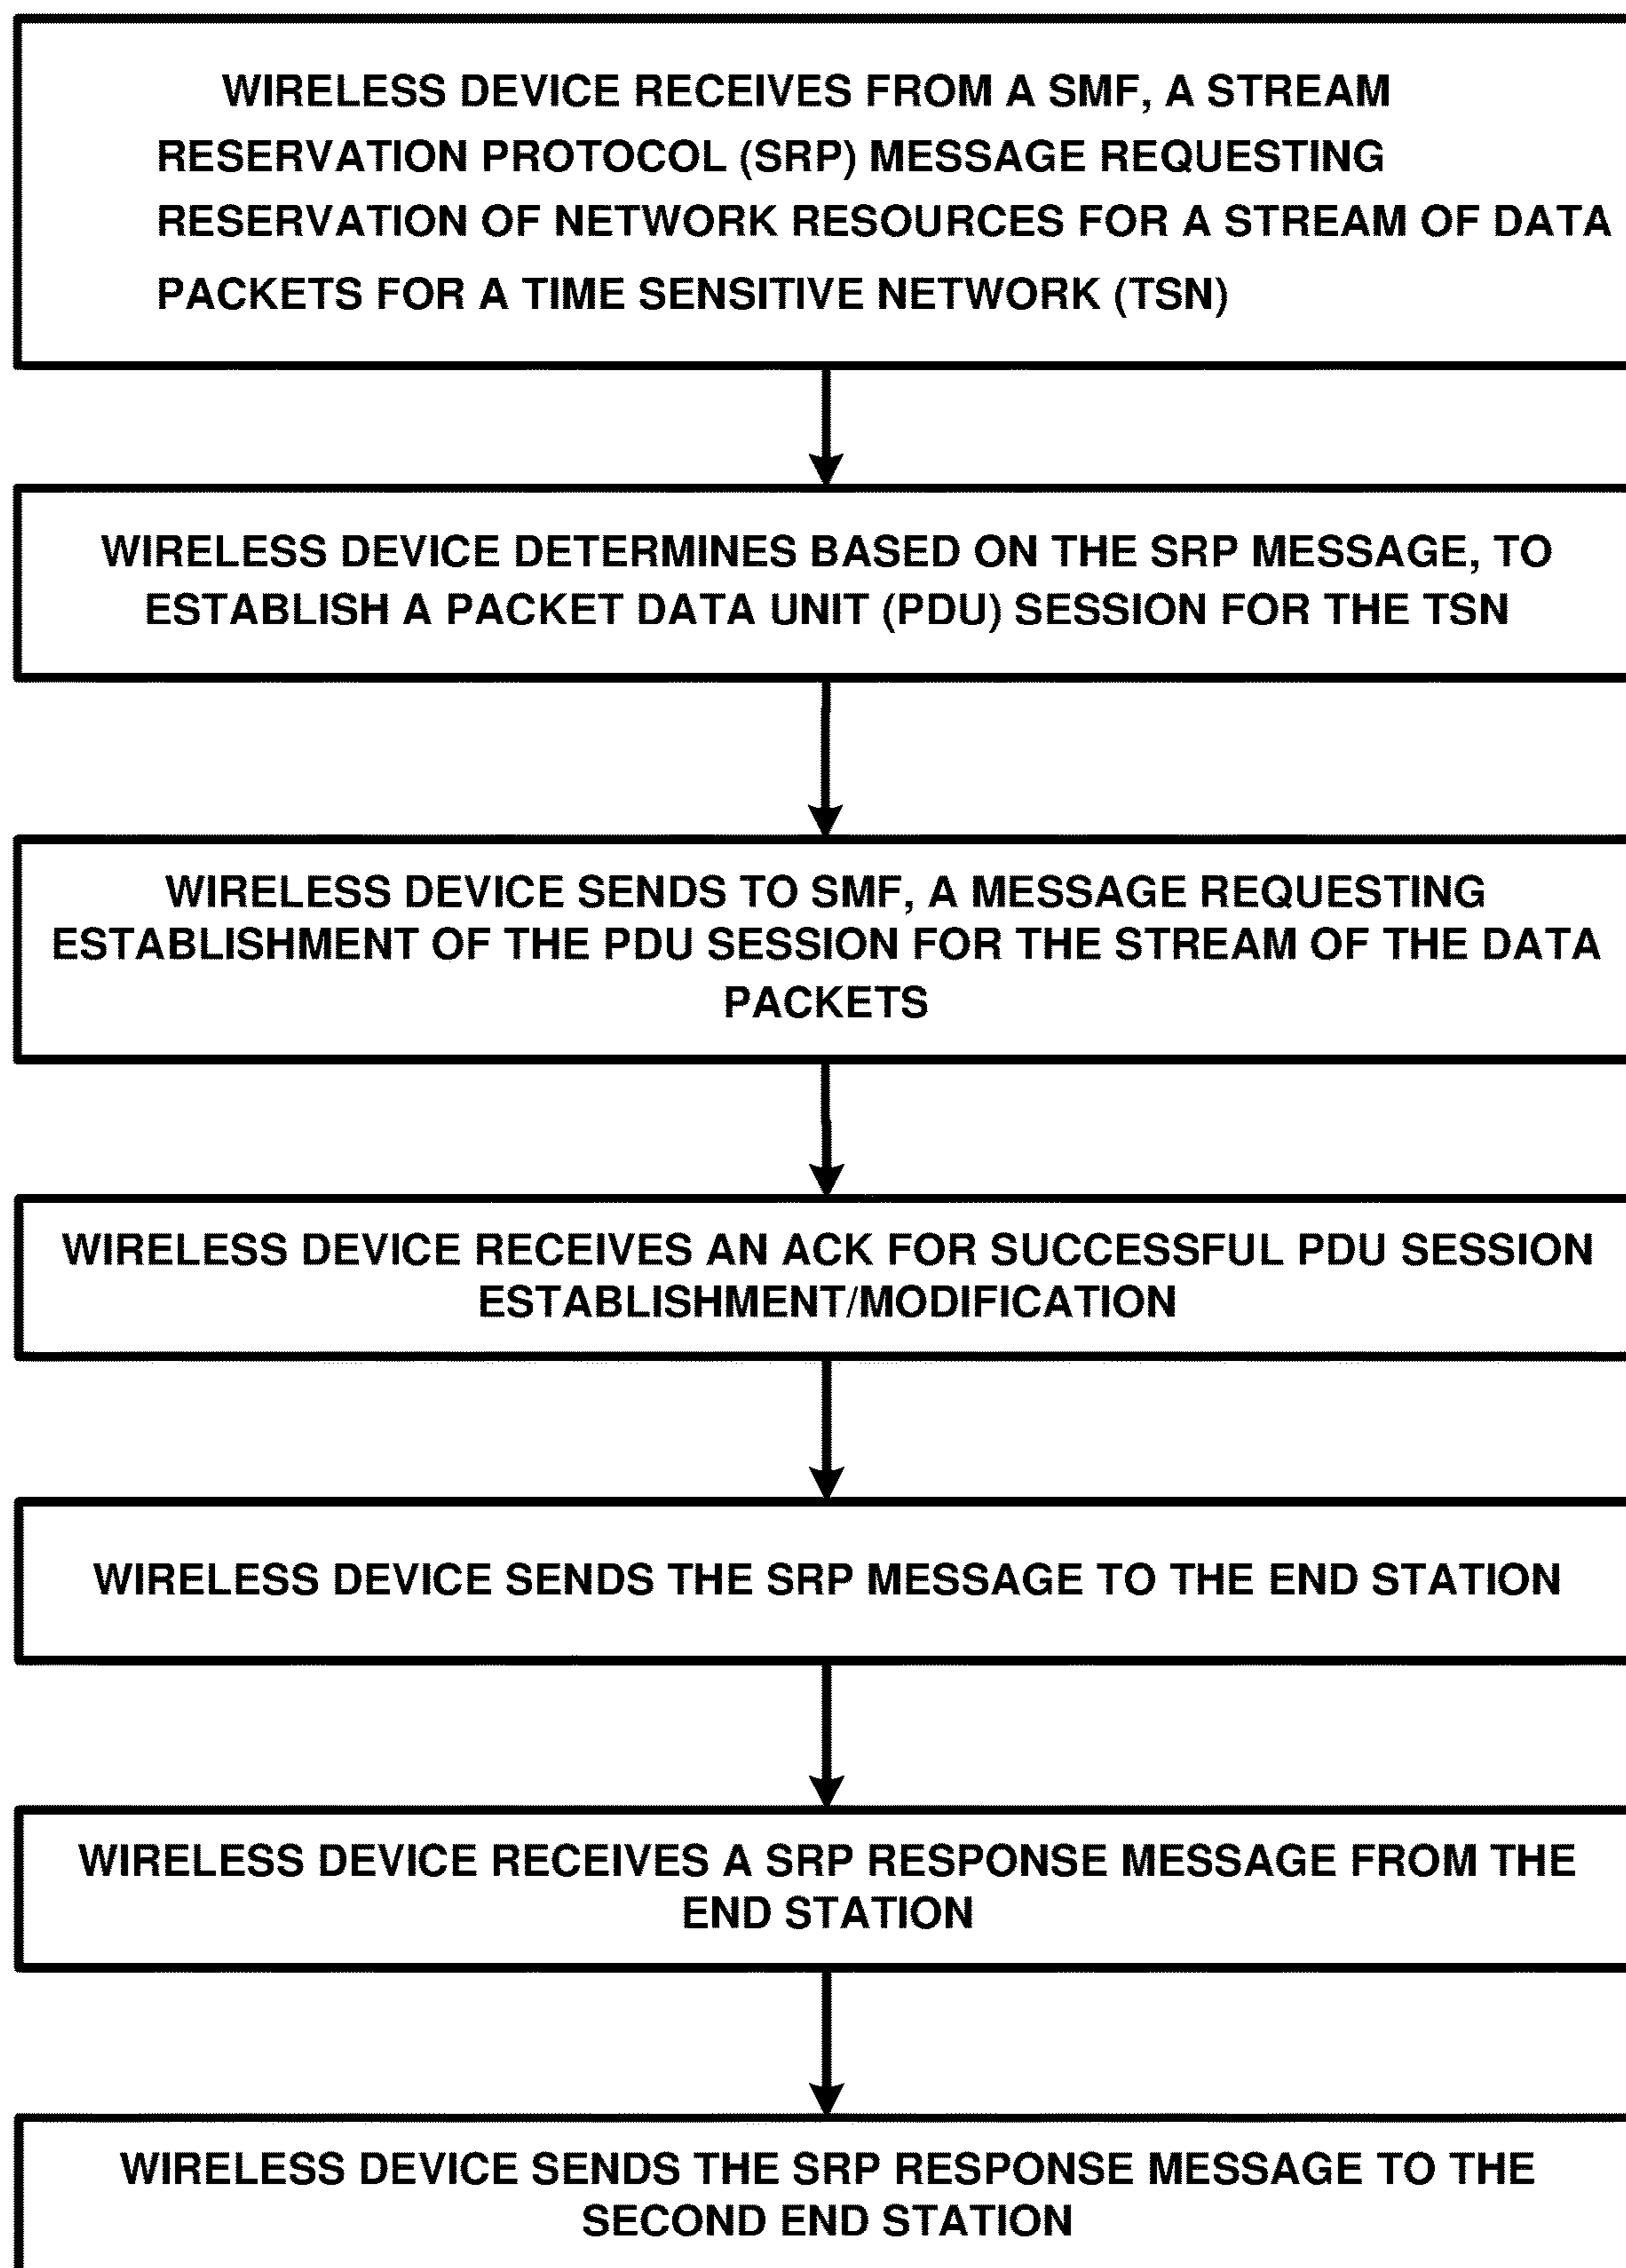 WIRELESS DEVICE RECEIVES FROM A SMF, A STREAM
RESERVATION PROTOCOL (SRP) MESSAGE REQUESTING
RESERVATION OF NETWORK RESOURCES FOR A STREAM OF DATA
PACKETS FOR A TIME SENSITIVE NETWORK (TSN)
WIRELESS DEVICE DETERMINES BASED ON THE SRP MESSAGE, TO
ESTABLISH A PACKET DATA UNIT (PDU) SESSION FOR THE TSN
WIRELESS DEVICE SENDS TO SMF, A MESSAGE REQUESTING
ESTABLISHMENT OF THE PDU SESSION FOR THE STREAM OF THE DATA
PACKETS
WIRELESS DEVICE RECEIVES AN ACK FOR SUCCESSFUL PDU SESSION
ESTABLISHMENT/MODIFICATION
WIRELESS DEVICE SENDS THE SRP MESSAGE TO THE END STATION
WIRELESS DEVICE RECEIVES A SRP RESPONSE MESSAGE FROM THE
END STATION
WIRELESS DEVICE SENDS THE SRP RESPONSE MESSAGE TO THE
SECOND END STATION